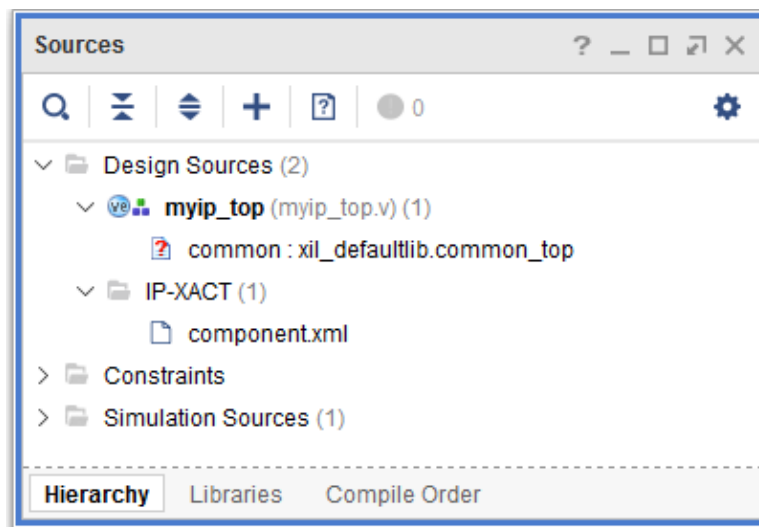 Sources
0
Design Sources (2)
myip_top (myip_top.v) (1)
common : xil_defaultlib.common_top
IP-XACT (1)
component.xml
Constraints
Simulation Sources (1)
Hierarchy Libraries Compile Order